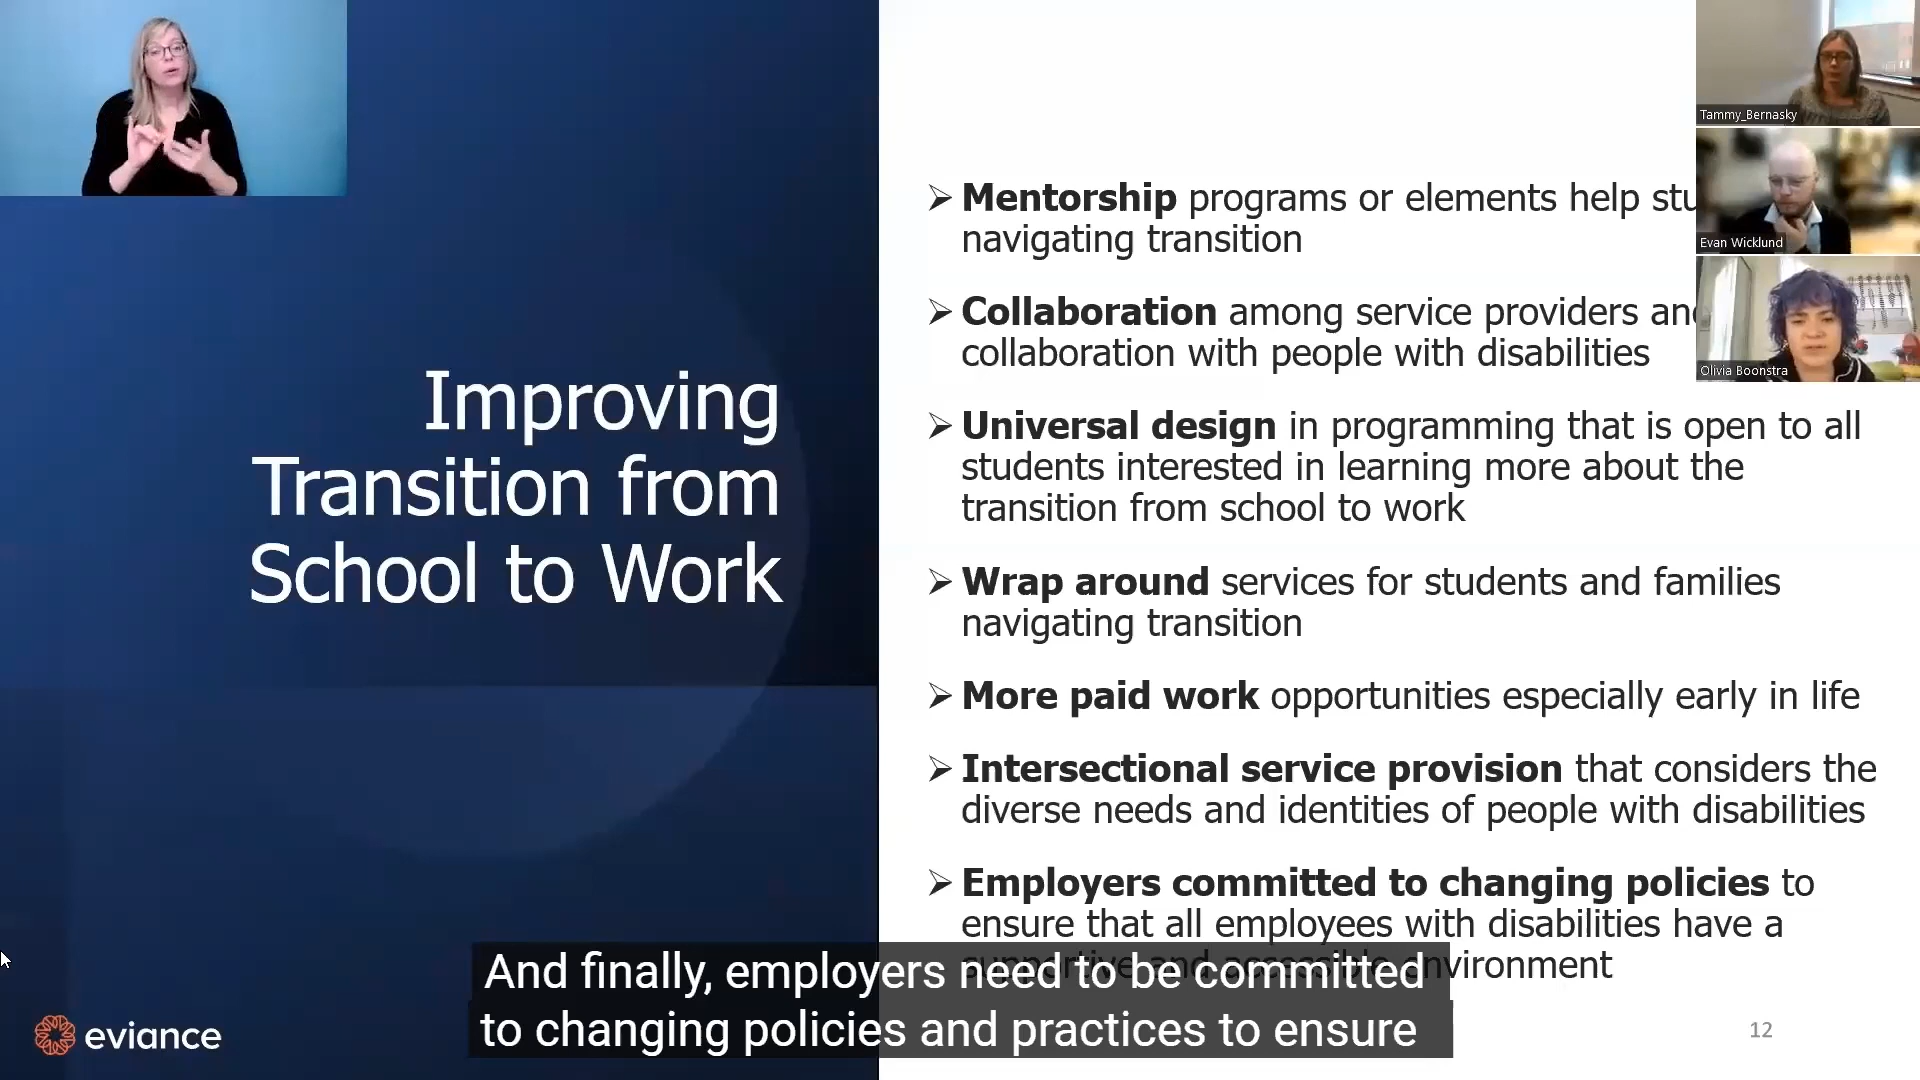 Improving
Transition from
School to Work
Mentorship programs or elements help
navigating transition
Collaboration among service providers
collaboration with people with disabilities
Universal design in programming that is open to all
students interested in learning more about the
transition from school to work
Wrap around services for students and families
navigating transition
More paid work opportunities especially early in life
Intersectional service provision that considers the
diverse needs and identities of people with disabilities
Employers committed to changing policies to
ensure that all employees with disabilities have a
supportive and accessible environment
Tammy_Bernasky
Evan Wicklund
Olivia Boonstra
And finally, employers need to be committed
to changing policies and practices to ensure
eviance
12